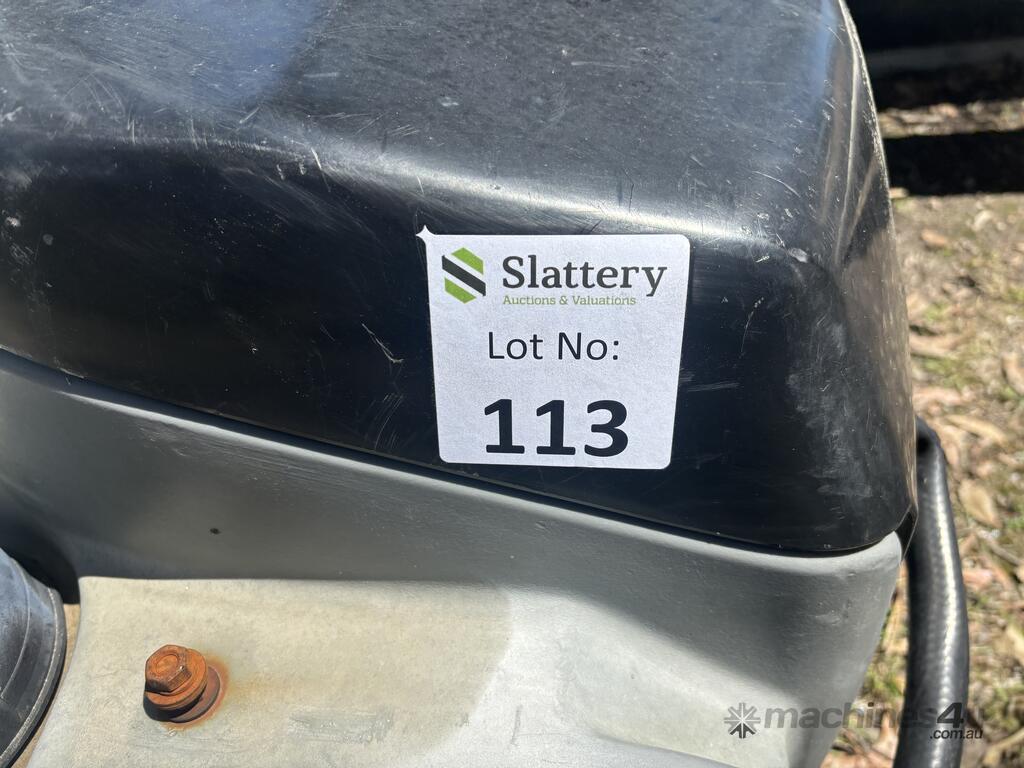 Slattery
Auctions & Valuations
Lot No:
113
machines4u
.com.au